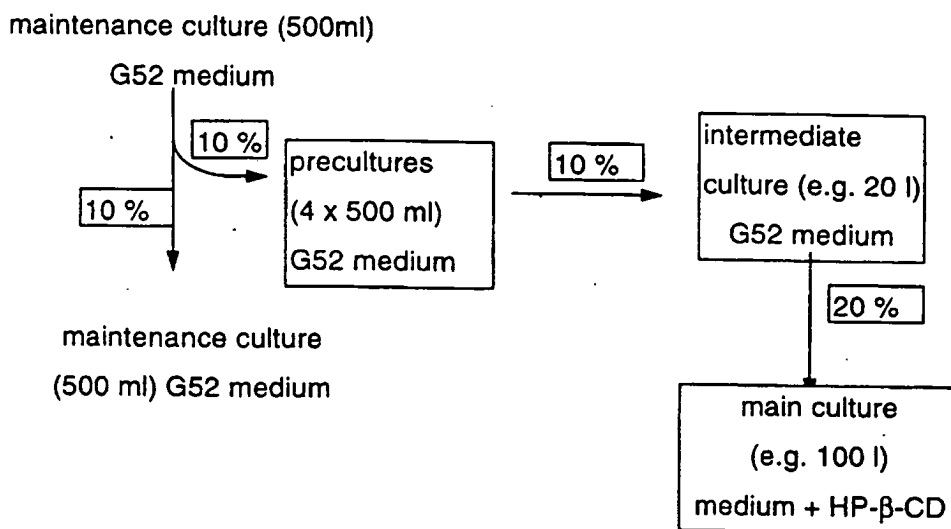 maintenance culture (500ml)
G52 medium
10 %
10 %
precultures
(4 x 500 ml)
G52 medium
10 %
intermediate
culture (e.g. 20 l)
G52 medium
20 %
maintenance culture
(500 ml) G52 medium
main culture
(e.g. 100 l)
medium + HP-β-CD